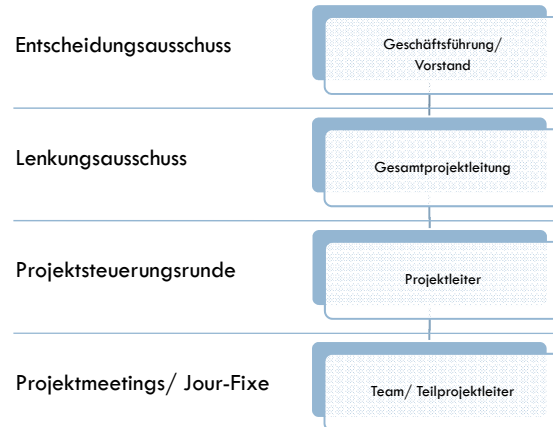 Entscheidungsausschuss
Geschäftsführung/
Vorstand
Lenkungsausschuss
Gesamtprojektleitung
Projektsteuerungsrunde
Projektleiter
Projektmeetings/ Jour-Fixe
Team/ Teilprojektleiter